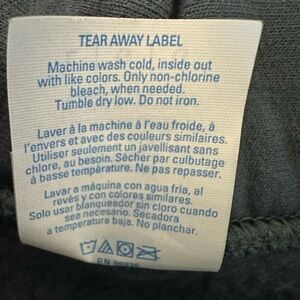 TEAR AWAY LABEL
Machine wash cold, inside out
with like colors. Only non-chlorine
bleach, when needed.
Tumble dry low. Do not iron.
Laver à la machine à l'eau froide, à
l'envers et avec des couleurs similaires.
Utiliser seulement un javellisant sans
chlore, au besoin. Sécher par culbutage
à basse température. Ne pas repasser.
Lavar a máquina con agua fría, al
revés y con colores similares.
Solo usar blanqueador sin cloro cuando
sea necesario. Secadora
a temperatura baja. No planchar.
RN